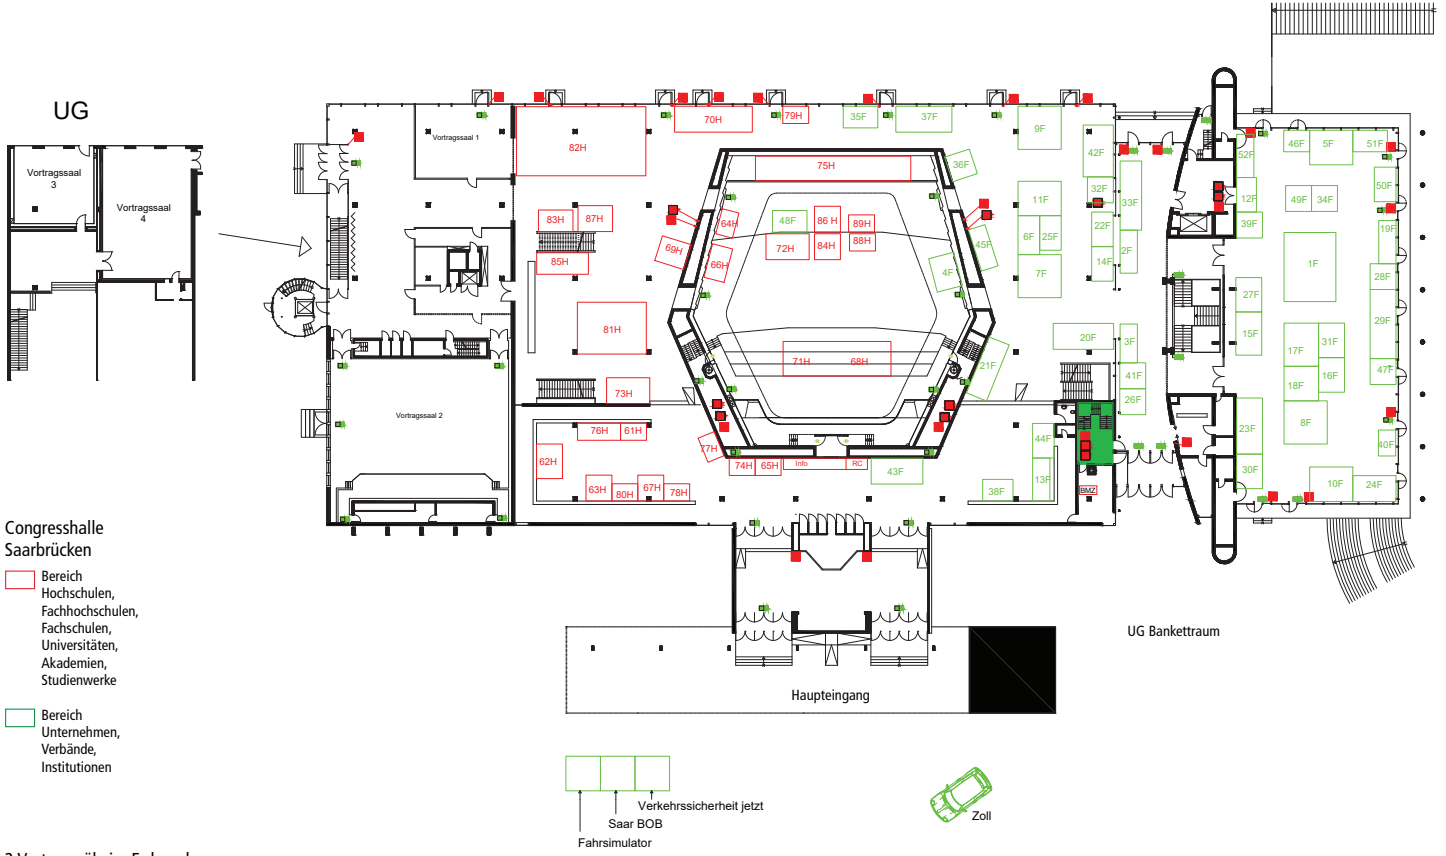 UG
Vortragssaal
3
Vortragssaal
4
Vortragssaal 1
Vortragssaal 2
82H
70H
79H
35F
37F
9F
42F
36F
75H
32F
33F
11F
83H
87H
64H
48F
86 H
89H
69H
66H
72H
84H
88H
45F
4F
6F
25F
22F
2F
14F
7F
85H
81H
73H
71H
68H
20F
3F
21F
41F
26F
76H
61H
62H
63H
80H
67H
78H
77H
74H
65H
Info
RC
43F
38F
44F
13F
BMZ
52F
46F
5F
51F
12F
49F
34F
50F
39F
19F
1F
28F
27F
15F
29F
17F
31F
18F
16F
47F
23F
8F
40F
30F
10F
24F
Congresshalle
Saarbrücken
Bereich
Hochschulen,
Fachhochschulen,
Fachschulen,
Universitäten,
Akademien,
Studienwerke
Bereich
Unternehmen,
Verbände,
Institutionen
UG Bankettraum
Haupteingang
Verkehrssicherheit jetzt
Saar BOB
Fahrsimulator
Zoll